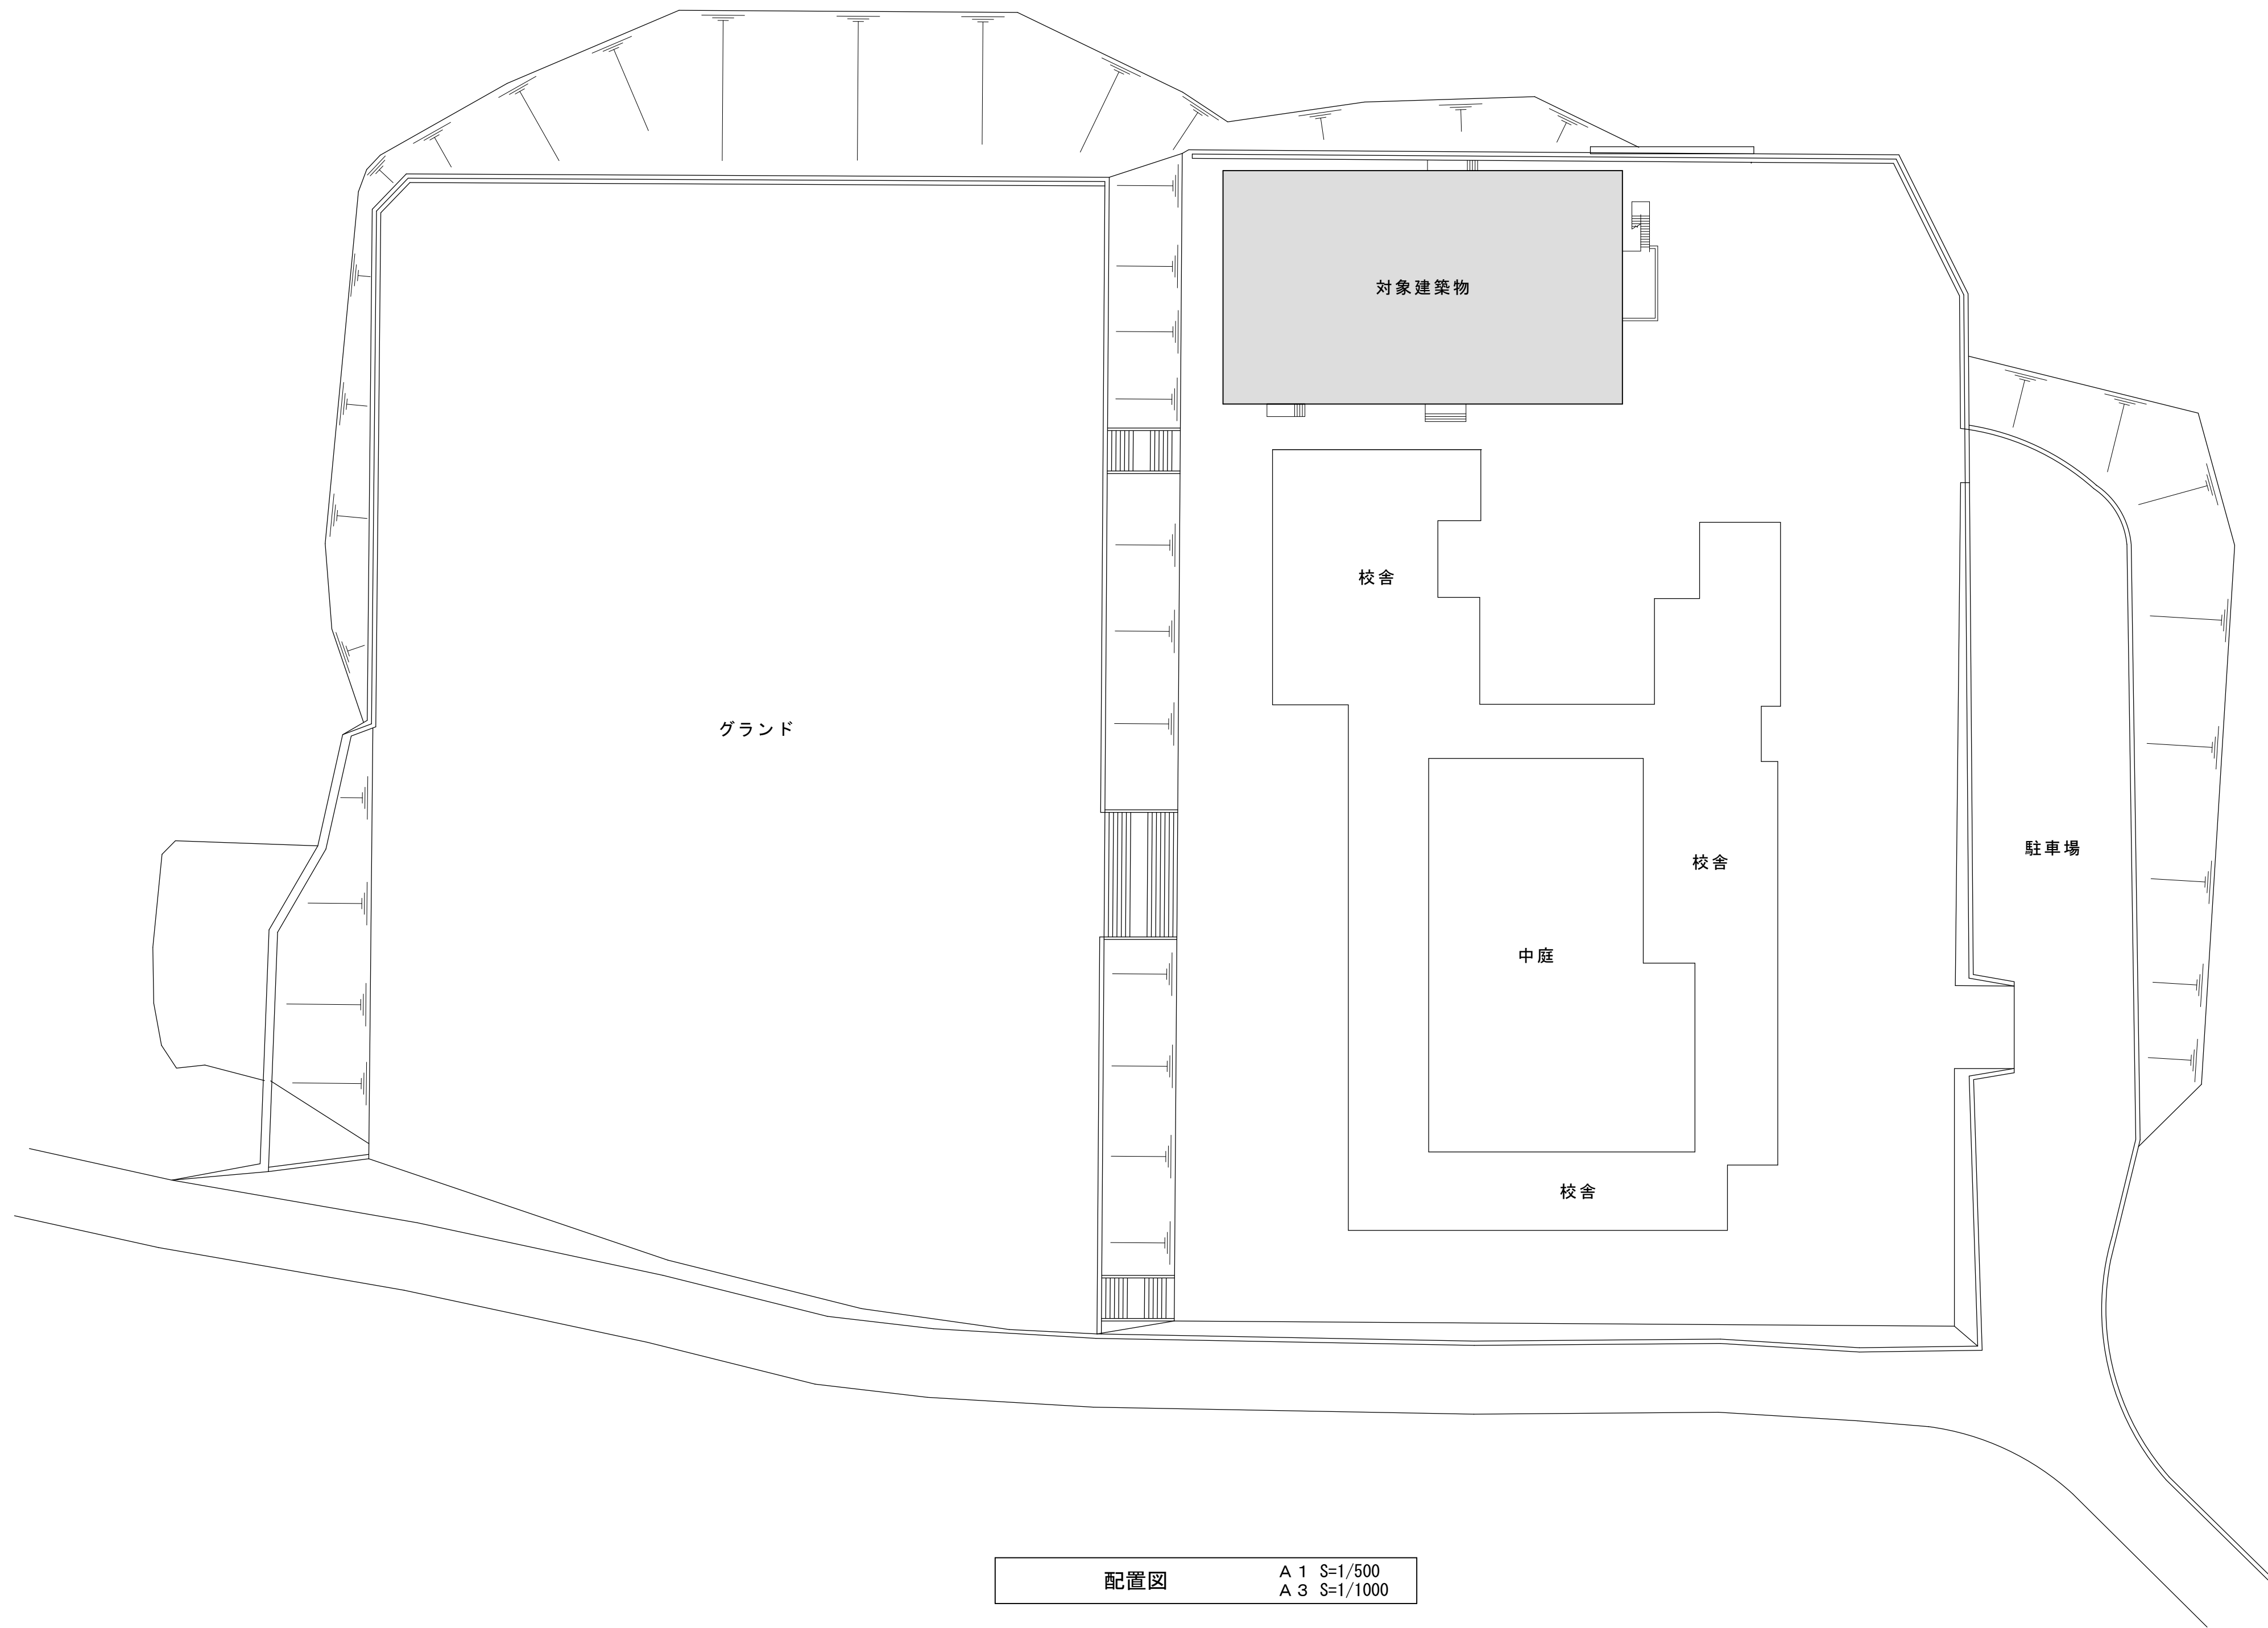 対象建築物
校舎
グランド
校舎
駐車場
中庭
校舎
配置図
Ａ１ S=1/500
Ａ３ S=1/1000